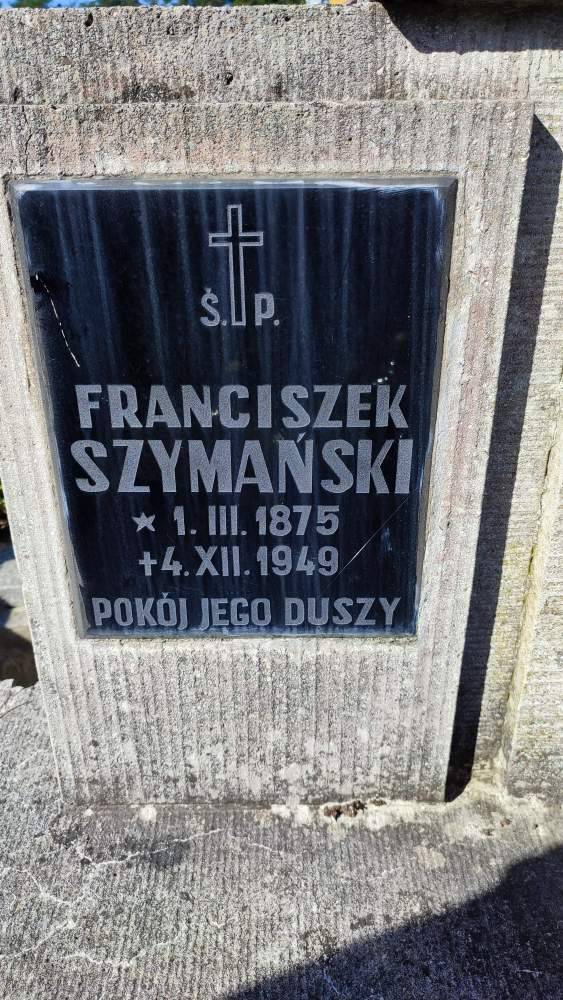 Ś. P.
FRANCISZEK
SZYMAŃSKI
★ 1. III. 1875
+ 4. XII. 1949
POKÓJ JEGO DUSZY